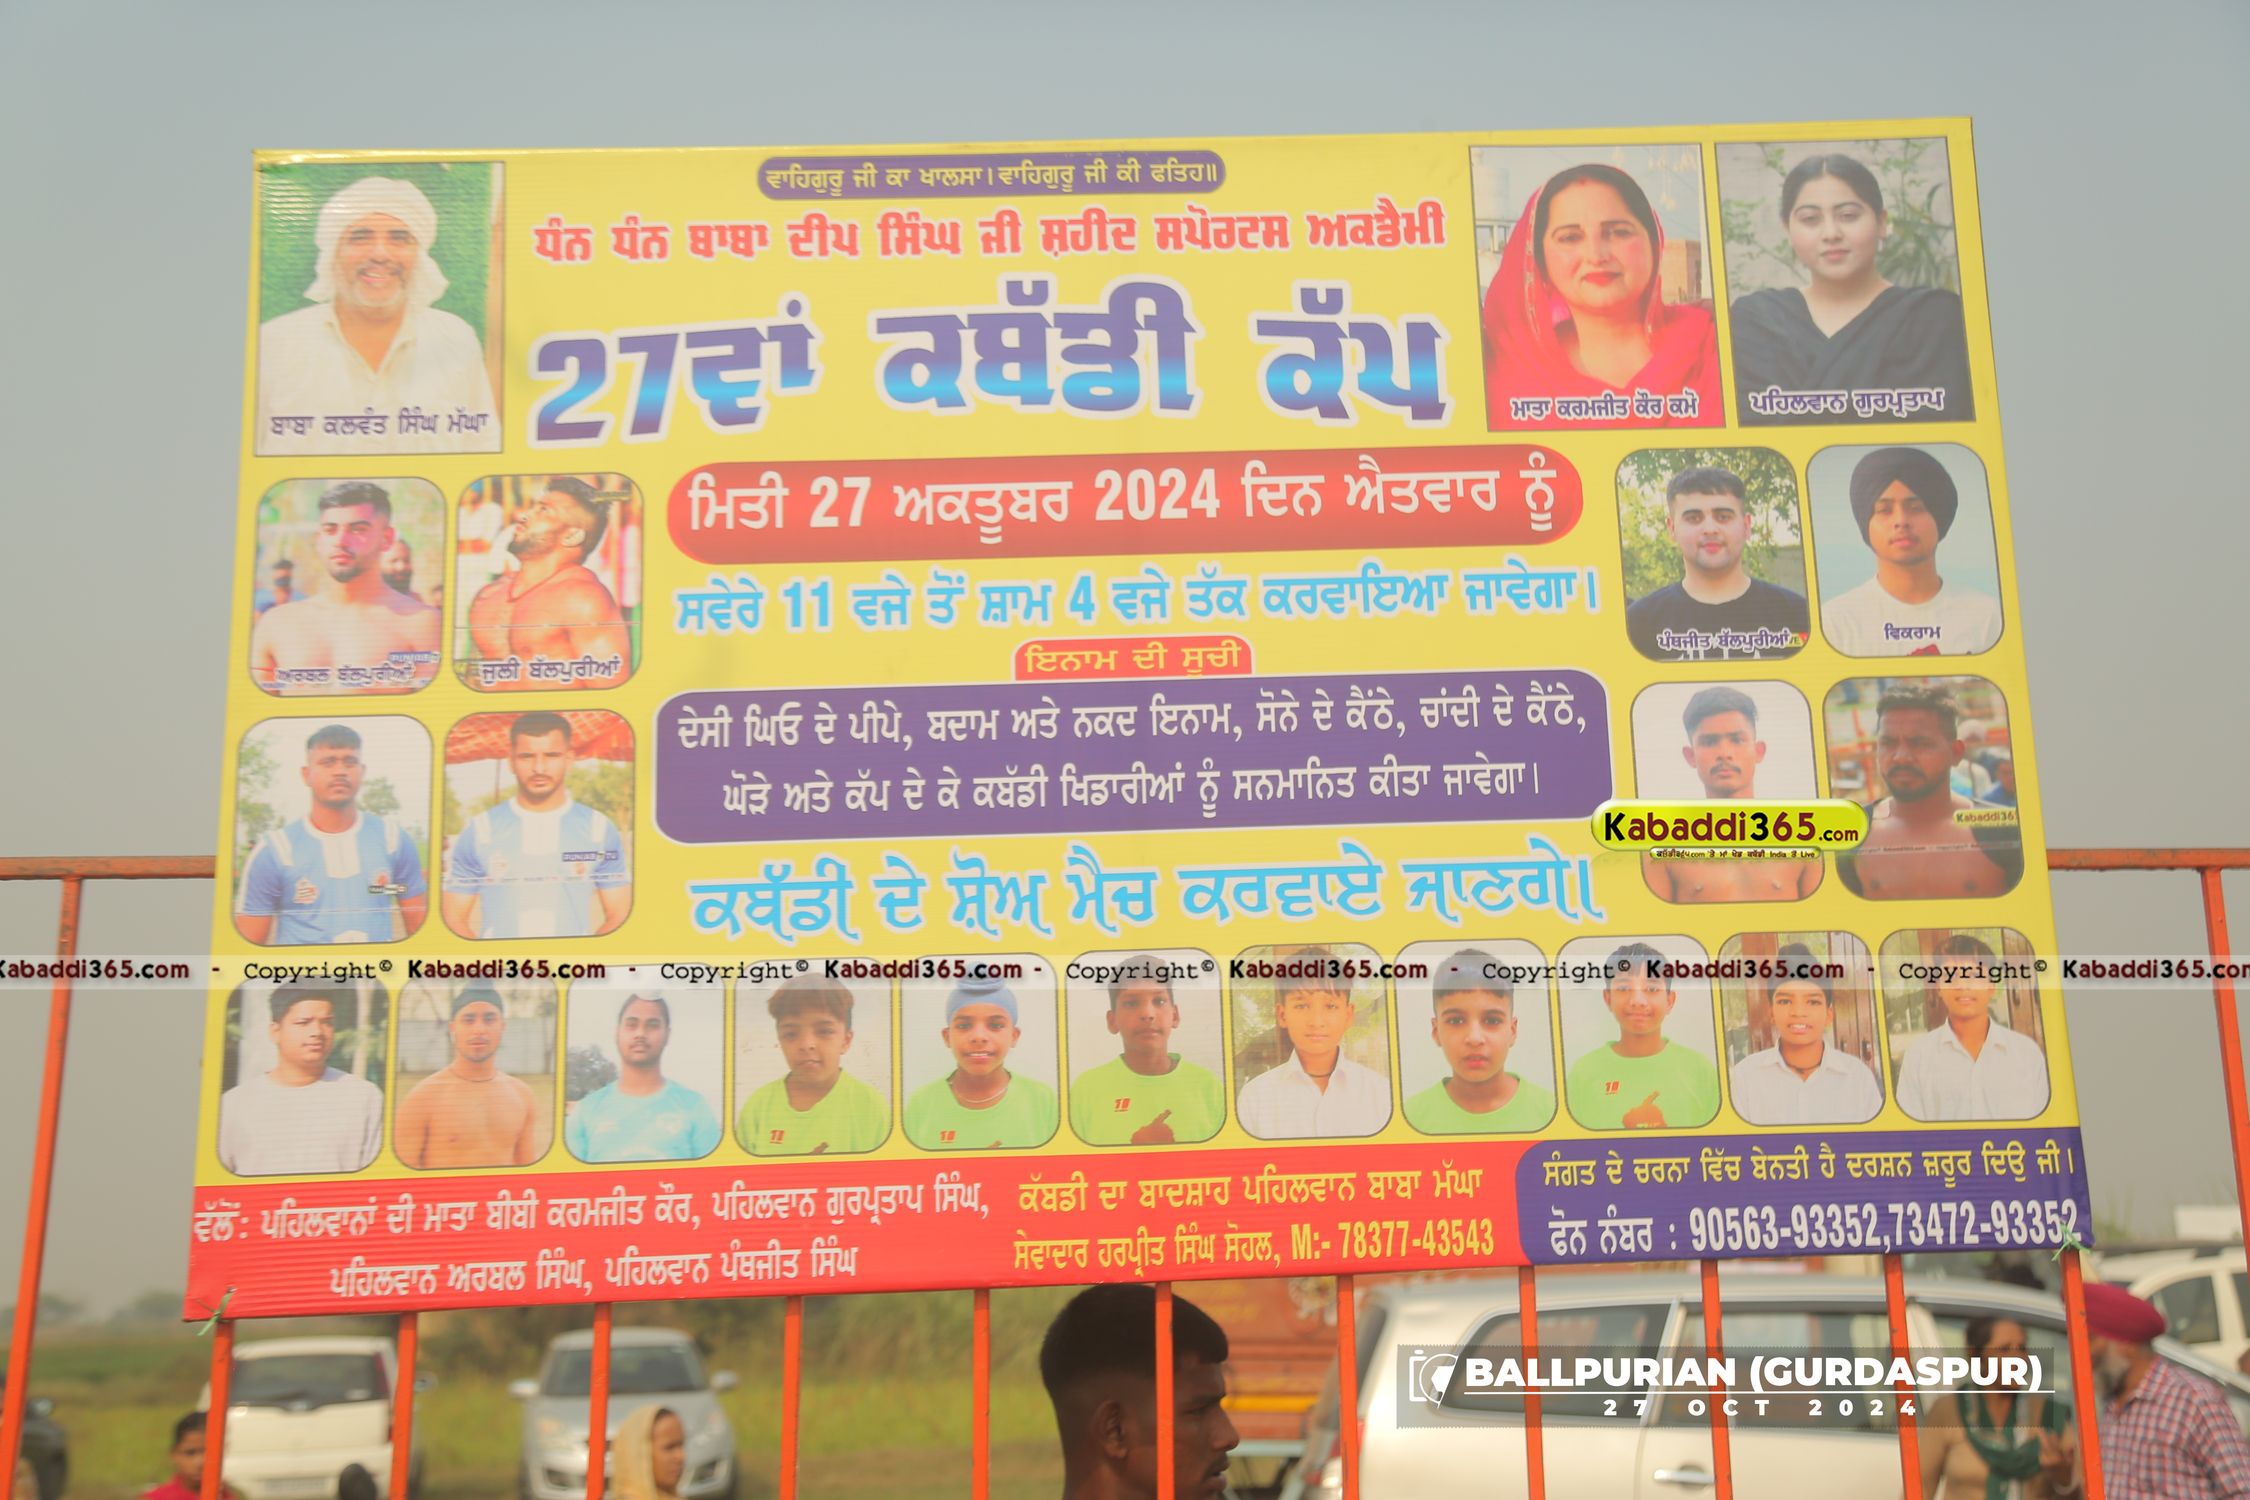 ਵਾਹਿਗੁਰੂ ਜੀ ਕਾ ਖਾਲਸਾ। ਵਾਹਿਗੁਰੂ ਜੀ ਕੀ ਫਤਿਹ॥
ਧੰਨ ਧੰਨ ਬਾਬਾ ਦੀਪ ਸਿੰਘ ਜੀ ਸ਼ਹੀਦ ਸਪੋਰਟਸ ਅਕਡੈਮੀ
27ਵਾਂ ਕਬੱਡੀ ਕੱਪ
ਬਾਬਾ ਕਲਵੰਤ ਸਿੰਘ ਮੱਘਾ
ਮਾਤਾ ਕਰਮਜੀਤ ਕੌਰ ਕਮੋ
ਪਹਿਲਵਾਨ ਗੁਰਪ੍ਰਤਾਪ
ਮਿਤੀ 27 ਅਕਤੂਬਰ 2024 ਦਿਨ ਐਤਵਾਰ ਨੂੰ
ਸਵੇਰੇ 11 ਵਜੇ ਤੋਂ ਸ਼ਾਮ 4 ਵਜੇ ਤੱਕ ਕਰਵਾਇਆ ਜਾਵੇਗਾ।
ਅਰਬਲ ਬੱਲਪੁਰੀਆਂ
ਜੁਲੀ ਬੱਲਪੁਰੀਆਂ
ਪੰਥਜੀਤ ਬੱਲਪੁਰੀਆਂ
ਵਿਕਰਾਮ
ਇਨਾਮ ਦੀ ਸੂਚੀ
ਦੇਸੀ ਘਿਓ ਦੇ ਪੀਪੇ, ਬਦਾਮ ਅਤੇ ਨਕਦ ਇਨਾਮ, ਸੋਨੇ ਦੇ ਕੈਂਠੇ, ਚਾਂਦੀ ਦੇ ਕੈਂਠੇ,
ਘੋੜੇ ਅਤੇ ਕੱਪ ਦੇ ਕੇ ਕਬੱਡੀ ਖਿਡਾਰੀਆਂ ਨੂੰ ਸਨਮਾਨਿਤ ਕੀਤਾ ਜਾਵੇਗਾ।
Kabaddi365.com
ਕਬੱਡੀ ਦੇ ਸ਼ੋਅ ਮੈਚ ਕਰਵਾਏ ਜਾਣਗੇ।
Kabaddi365.com - Copyright© Kabaddi365.com - Copyright© Kabaddi365.com - Copyright© Kabaddi365.com - Copyright© Kabaddi365.com - Copyright© Kabaddi365.com
ਵੱਲੋਂ: ਪਹਿਲਵਾਨਾਂ ਦੀ ਮਾਤਾ ਬੀਬੀ ਕਰਮਜੀਤ ਕੌਰ, ਪਹਿਲਵਾਨ ਗੁਰਪ੍ਰਤਾਪ ਸਿੰਘ,
ਪਹਿਲਵਾਨ ਅਰਬਲ ਸਿੰਘ, ਪਹਿਲਵਾਨ ਪੰਥਜੀਤ ਸਿੰਘ
ਕੱਬਡੀ ਦਾ ਬਾਦਸ਼ਾਹ ਪਹਿਲਵਾਨ ਬਾਬਾ ਮੱਘਾ
ਸੇਵਾਦਾਰ ਹਰਪ੍ਰੀਤ ਸਿੰਘ ਸੋਹਲ, M:- 78377-43543
ਸੰਗਤ ਦੇ ਚਰਨਾ ਵਿੱਚ ਬੇਨਤੀ ਹੈ ਦਰਸ਼ਨ ਜ਼ਰੂਰ ਦਿਉ ਜੀ।
ਫੋਨ ਨੰਬਰ : 90563-93352,73472-93352
BALLPURIAN (GURDASPUR)
27 OCT 2024